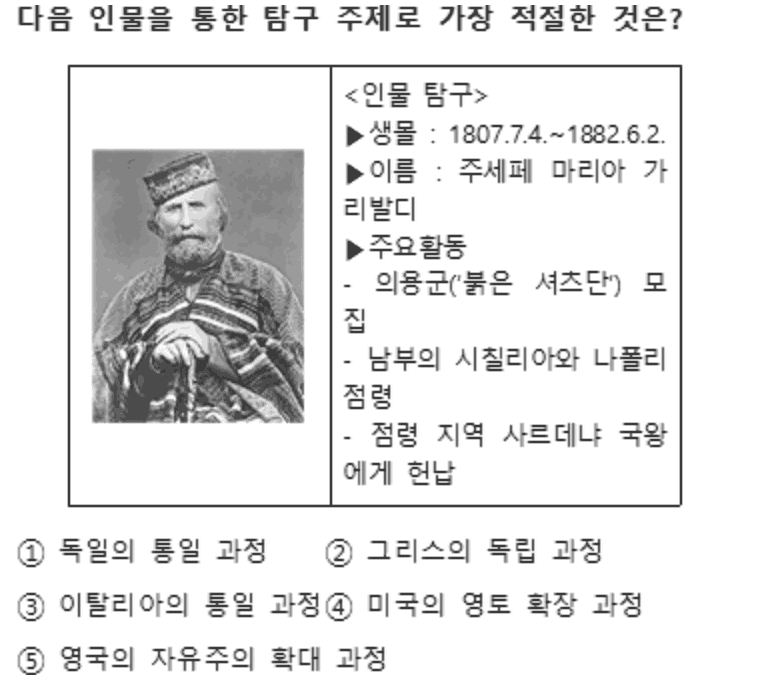 다음 인물을 통한 탐구 주제로 가장 적절한 것은?
<인물 탐구>
▶생몰 : 1807.7.4.~1882.6.2.
▶이름 : 주세페 마리아 가
리발디
▶주요활동
- 의용군('붉은 셔츠단') 모
집
- 남부의 시칠리아와 나폴리
점령
- 점령 지역 사르데냐 국왕
에게 헌납
① 독일의 통일 과정 ② 그리스의 독립 과정
③ 이탈리아의 통일 과정 ④ 미국의 영토 확장 과정
⑤ 영국의 자유주의 확대 과정